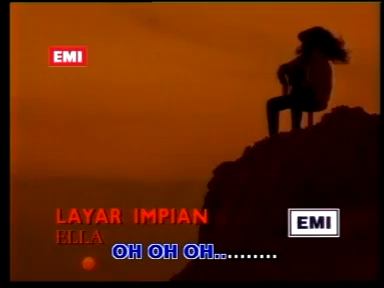 EMI
LAYAR IMPIAN
EMI
ELLA
OH OH OH..........